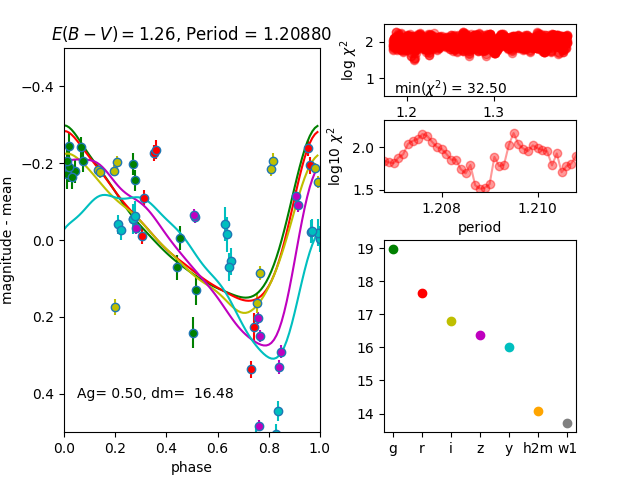 E(B − V) = 1.26, Period = 1.20880
magnitude - mean
−0.4
−0.2
0.0
0.2
0.4
Ag= 0.50, dm=  16.48
0.0 0.2 0.4 0.6 0.8 1.0
phase
log χ²
2
1
min(χ²) = 32.50
1.2 1.3
log10 χ²
2.0
1.5
1.208 1.210
period
19
18
17
16
15
14
g r i z y h2m w1